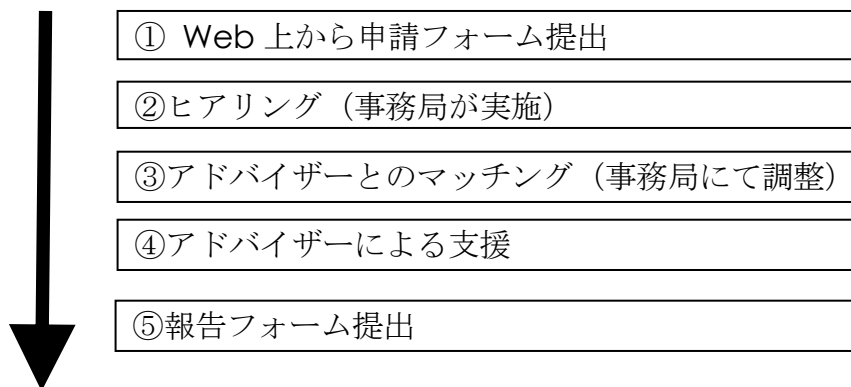 ① Web 上から申請フォーム提出
②ヒアリング（事務局が実施）
③アドバイザーとのマッチング（事務局にて調整）
④アドバイザーによる支援
⑤報告フォーム提出